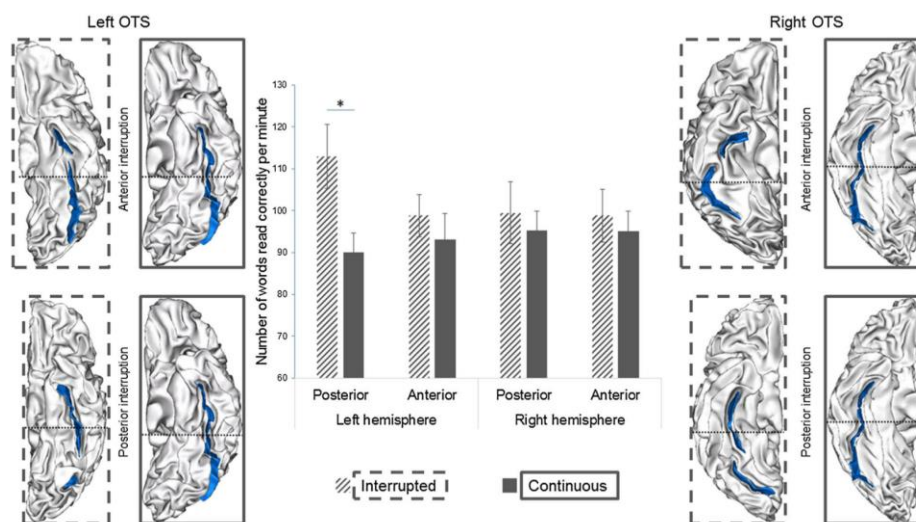 Left OTS
Right OTS
Anterior interruption
Posterior interruption
Number of words read correctly per minute
130
120
110
100
90
80
70
60
*
Posterior
Anterior
Posterior
Anterior
Left hemisphere
Right hemisphere
Interrupted
Continuous
Anterior interruption
Posterior interruption